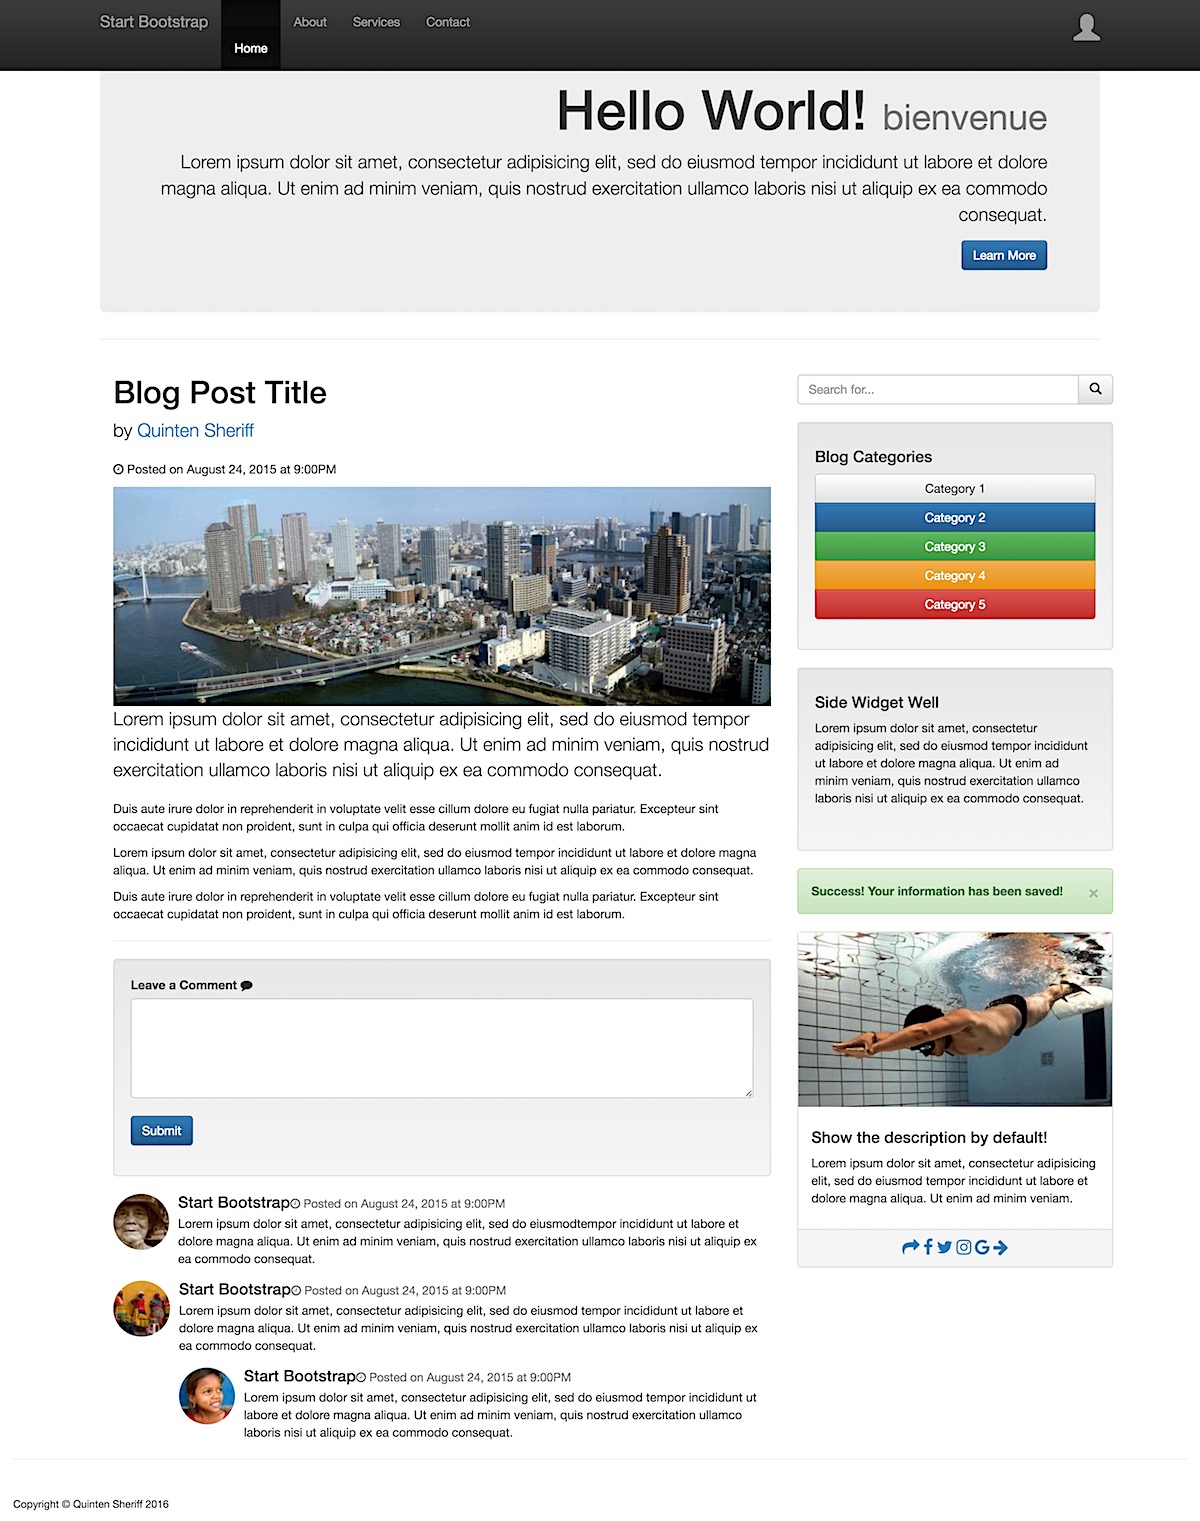 Start Bootstrap
Home
About
Services
Contact
Hello World! bienvenue
Lorem ipsum dolor sit amet, consectetur adipisicing elit, sed do eiusmod tempor incididunt ut labore et dolore
magna aliqua. Ut enim ad minim veniam, quis nostrud exercitation ullamco laboris nisi ut aliquip ex ea commodo
consequat.
Learn More
Blog Post Title
by Quinten Sheriff
Posted on August 24, 2015 at 9:00PM
Lorem ipsum dolor sit amet, consectetur adipisicing elit, sed do eiusmod tempor
incididunt ut labore et dolore magna aliqua. Ut enim ad minim veniam, quis nostrud
exercitation ullamco laboris nisi ut aliquip ex ea commodo consequat.
Duis aute irure dolor in reprehenderit in voluptate velit esse cillum dolore eu fugiat nulla pariatur. Excepteur sint
occaecat cupidatat non proident, sunt in culpa qui officia deserunt mollit anim id est laborum.
Lorem ipsum dolor sit amet, consectetur adipisicing elit, sed do eiusmod tempor incididunt ut labore et dolore magna
aliqua. Ut enim ad minim veniam, quis nostrud exercitation ullamco laboris nisi ut aliquip ex ea commodo consequat.
Duis aute irure dolor in reprehenderit in voluptate velit esse cillum dolore eu fugiat nulla pariatur. Excepteur sint
occaecat cupidatat non proident, sunt in culpa qui officia deserunt mollit anim id est laborum.
Leave a Comment
Submit
Start Bootstrap Posted on August 24, 2015 at 9:00PM
Lorem ipsum dolor sit amet, consectetur adipisicing elit, sed do eiusmodtempor incididunt ut labore et
dolore magna aliqua. Ut enim ad minim veniam, quis nostrud exercitation ullamco laboris nisi ut aliquip ex
ea commodo consequat.
Start Bootstrap Posted on August 24, 2015 at 9:00PM
Lorem ipsum dolor sit amet, consectetur adipisicing elit, sed do eiusmod tempor incididunt ut labore et
dolore magna aliqua. Ut enim ad minim veniam, quis nostrud exercitation ullamco laboris nisi ut aliquip ex
ea commodo consequat.
Start Bootstrap Posted on August 24, 2015 at 9:00PM
Lorem ipsum dolor sit amet, consectetur adipisicing elit, sed do eiusmod tempor incididunt ut
labore et dolore magna aliqua. Ut enim ad minim veniam, quis nostrud exercitation ullamco
laboris nisi ut aliquip ex ea commodo consequat.
Search for...
Blog Categories
Category 1
Category 2
Category 3
Category 4
Category 5
Side Widget Well
Lorem ipsum dolor sit amet, consectetur
adipisicing elit, sed do eiusmod tempor incididunt
ut labore et dolore magna aliqua. Ut enim ad
minim veniam, quis nostrud exercitation ullamco
laboris nisi ut aliquip ex ea commodo consequat.
Success! Your information has been saved! ×
Show the description by default!
Lorem ipsum dolor sit amet, consectetur adipisicing
elit, sed do eiusmod tempor incididunt ut labore et
dolore magna aliqua. Ut enim ad minim veniam.
Copyright © Quinten Sheriff 2016